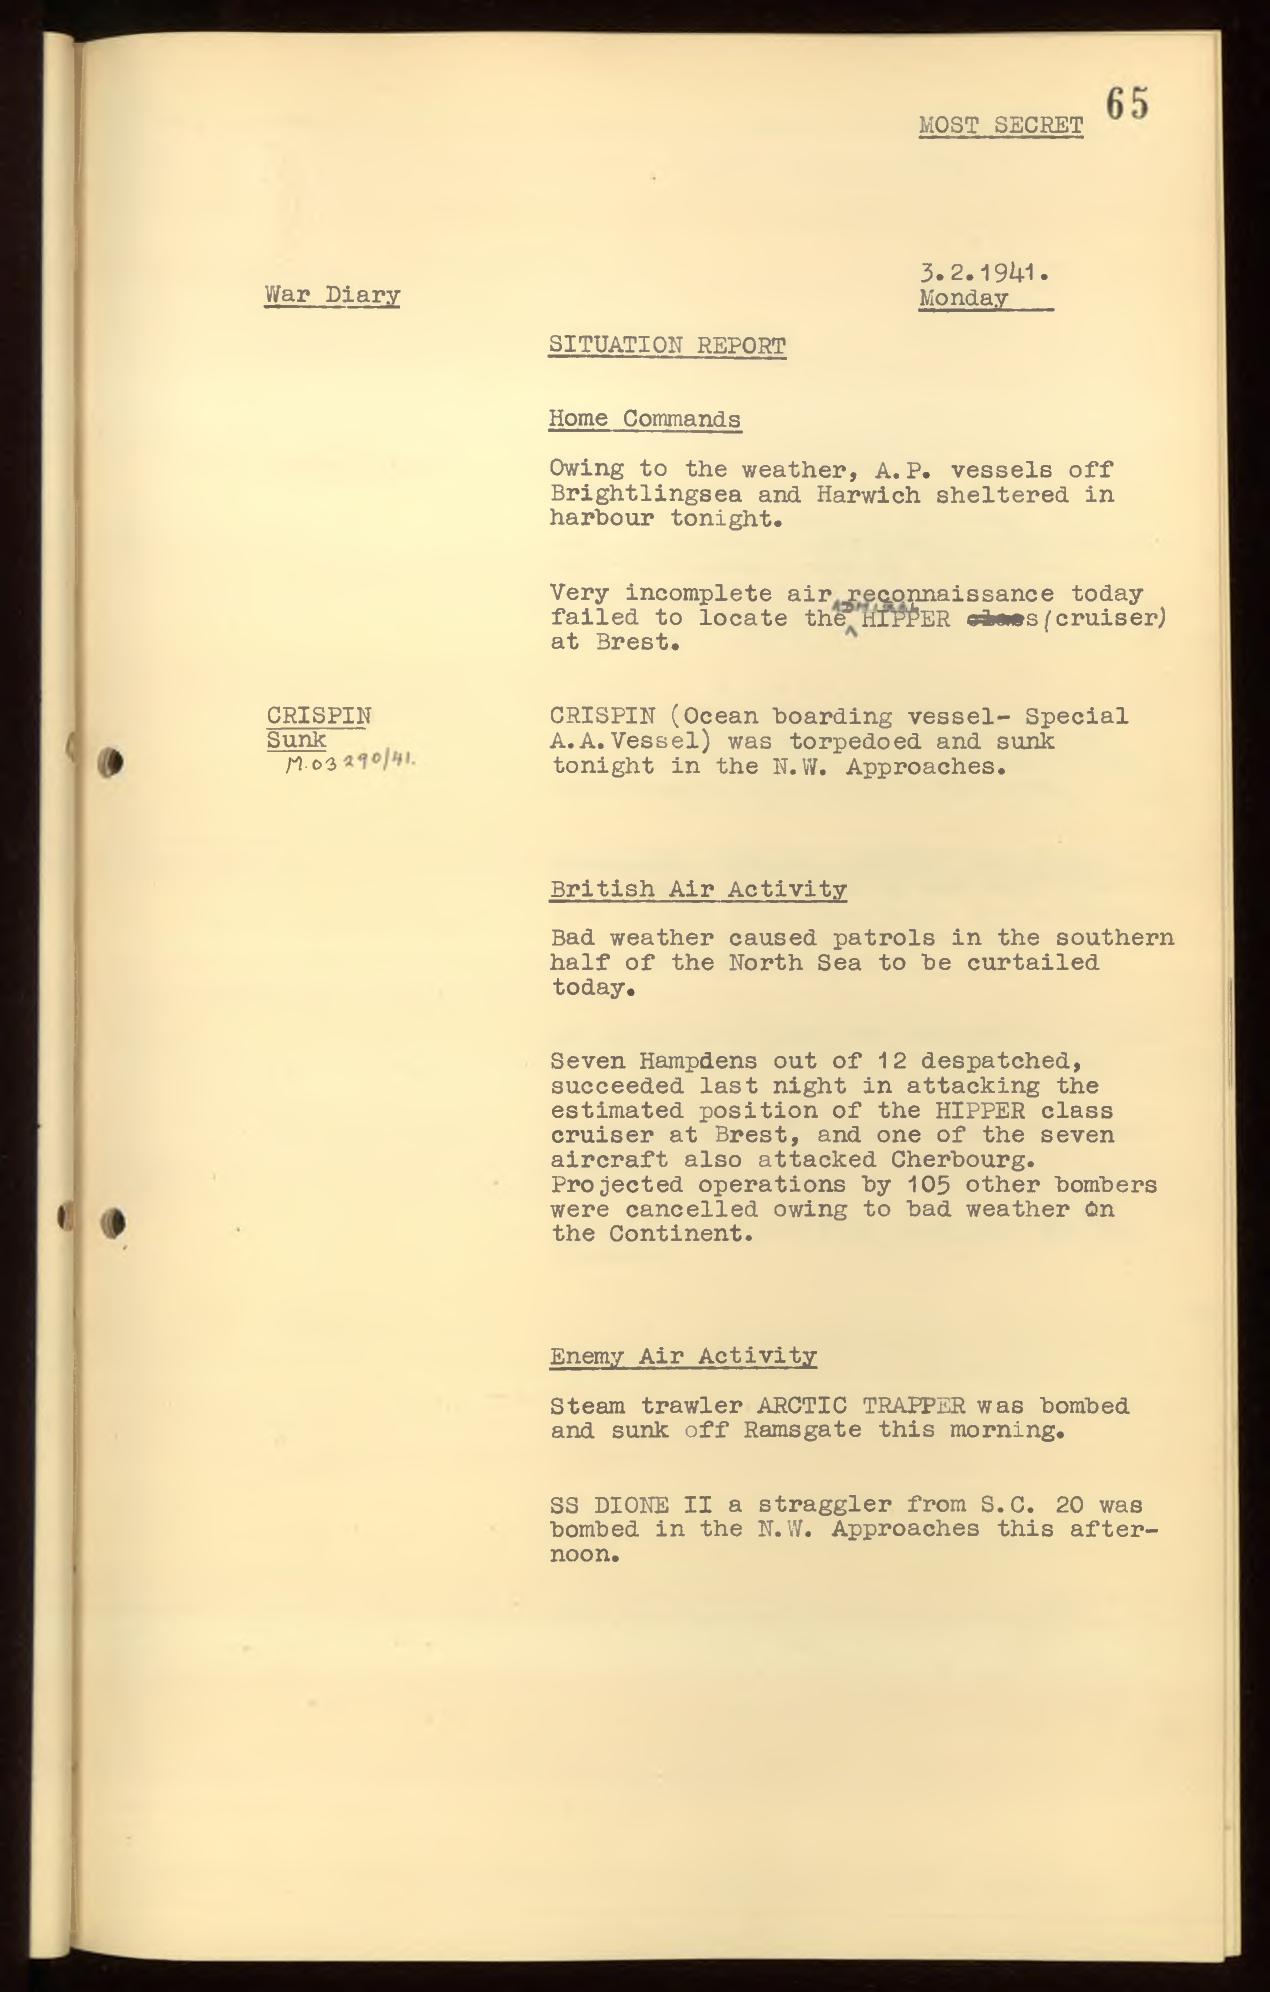 65
MOST SECRET
3.2.1941.
Monday
War Diary
SITUATION REPORT
Home Commands
Owing to the weather, A.P. vessels off
Brightlingsea and Harwich sheltered in
harbour tonight.
Very incomplete air reconnaissance today
ADMIRAL
failed to locate the HIPPER class (cruiser)
at Brest.
CRISPIN
Sunk
M.03290/41.
CRISPIN (Ocean boarding vessel- Special
A.A.Vessel) was torpedoed and sunk
tonight in the N.W. Approaches.
British Air Activity
Bad weather caused patrols in the southern
half of the North Sea to be curtailed
today.
Seven Hampdens out of 12 despatched,
succeeded last night in attacking the
estimated position of the HIPPER class
cruiser at Brest, and one of the seven
aircraft also attacked Cherbourg.
Projected operations by 105 other bombers
were cancelled owing to bad weather on
the Continent.
Enemy Air Activity
Steam trawler ARCTIC TRAPPER was bombed
and sunk off Ramsgate this morning.
SS DIONE II a straggler from S.C. 20 was
bombed in the N.W. Approaches this after-
noon.